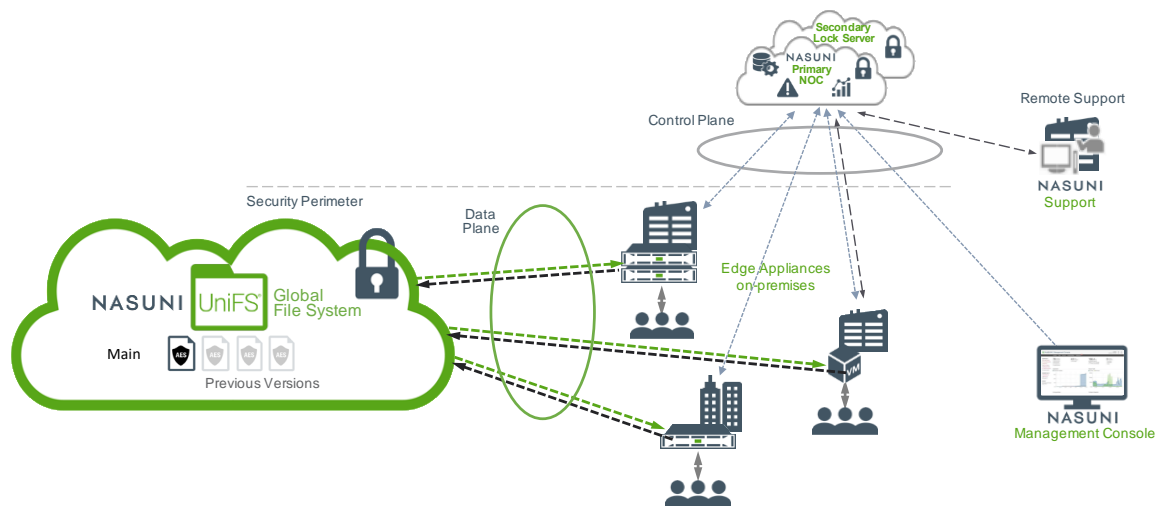 Secondary
Lock Server
NASUNI
Primary
NOC
Control Plane
Remote Support
NASUNI
Support
Security Perimeter
Data
Plane
NASUNI
UniFS®
Global
File System
Main
AES
AES
AES
AES
Previous Versions
Edge Appliances
on-premises
VM
NASUNI
Management Console